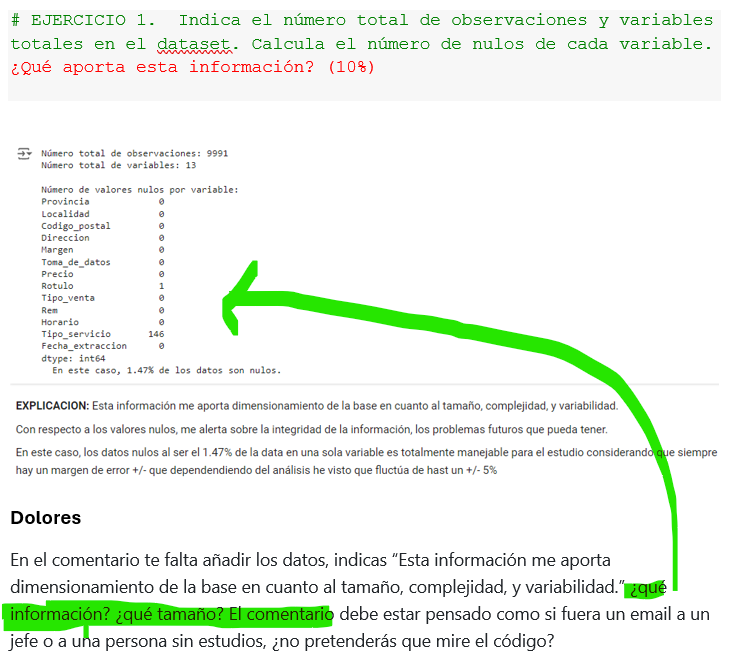 # EJERCICIO 1. Indica el número total de observaciones y variables
totales en el dataset. Calcula el número de nulos de cada variable.
¿Qué aporta esta información? (10%)
Número total de observaciones: 9991
Número total de variables: 13
Número de valores nulos por variable:
Provincia 0
Localidad 0
Codigo_postal 0
Direccion 0
Margen 0
Toma_de_datos 0
Precio 0
Rotulo 1
Tipo_venta 0
Rem 0
Horario 0
Tipo_servicio 146
Fecha_extraccion 0
dtype: int64
En este caso, 1.47% de los datos son nulos.
EXPLICACION: Esta información me aporta dimensionamiento de la base en cuanto al tamaño, complejidad, y variabilidad.
Con respecto a los valores nulos, me alerta sobre la integridad de la información, los problemas futuros que pueda tener.
En este caso, los datos nulos al ser el 1.47% de la data en una sola variable es totalmente manejable para el estudio considerando que siempre
hay un margen de error +/- que dependendiendo del análisis he visto que fluctúa de hast un +/- 5%
Dolores
En el comentario te falta añadir los datos, indicas “Esta información me aporta
dimensionamiento de la base en cuanto al tamaño, complejidad, y variabilidad.” ¿qué
información? ¿qué tamaño? El comentario debe estar pensado como si fuera un email a un
jefe o a una persona sin estudios, ¿no pretenderás que mire el código?